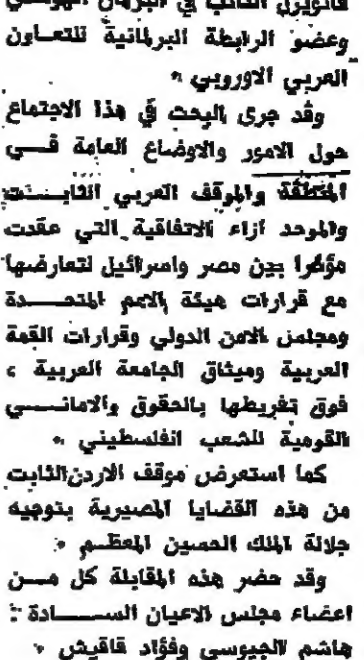 فانويزل النائب في البرلمان الهولندي
وعضو الرابطة البرلمانية للتعاون
العربي الاوروبي .
وقد جرى البحث في هذا الاجتماع
حول الامور والاوضاع العامة في
المنطقة والموقف العربي الثابت
والموحد ازاء الاتفاقية التي عقدت
مؤخرا بين مصر واسرائيل لتعارضها
مع قرارات هيئة الامم المتحدة
ومجلس الامن الدولي وقرارات القمة
العربية وميثاق الجامعة العربية ،
فوق تفريطها بالحقوق والاماني
القومية للشعب الفلسطيني .
كما استعرض موقف الاردن الثابت
من هذه القضايا المصيرية بتوجيه
جلالة الملك الحسين المعظم .
وقد حضر هذه المقابلة كل من
اعضاء مجلس الاعيان السادة :
هاشم الجيوسي وفؤاد قاقيش .